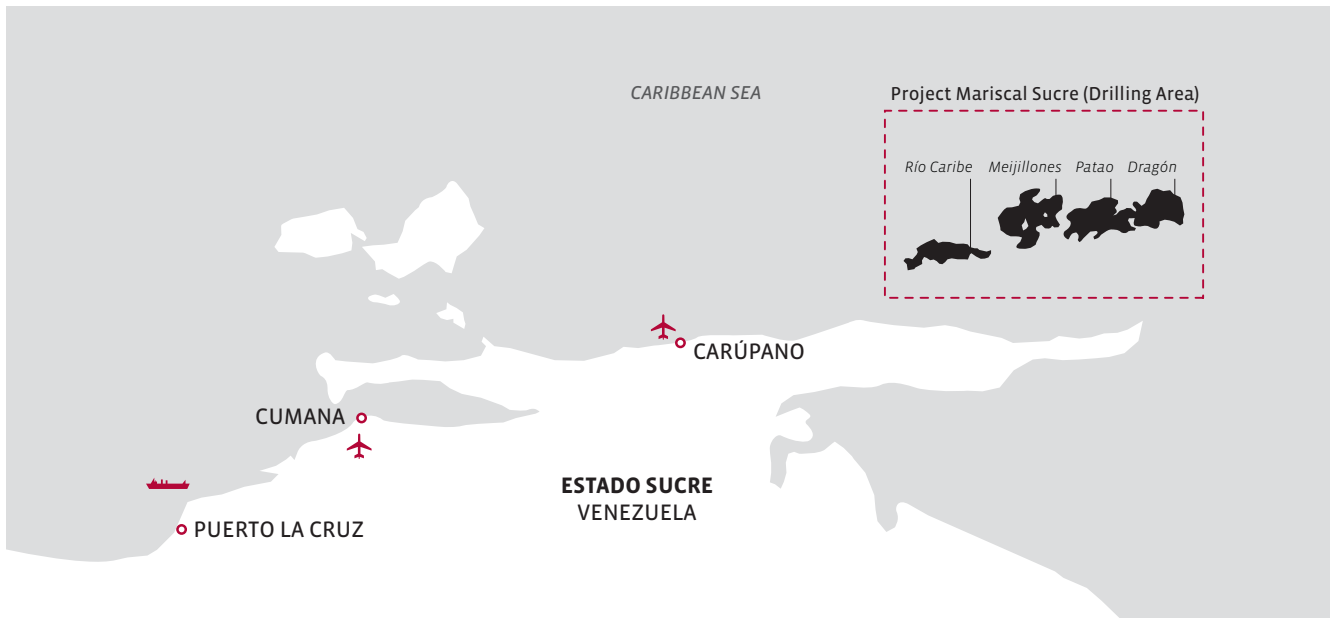 CARIBBEAN SEA
Project Mariscal Sucre (Drilling Area)
Río Caribe
Meijillones
Patao
Dragón
CARÚPANO
CUMANA
ESTADO SUCRE
VENEZUELA
PUERTO LA CRUZ